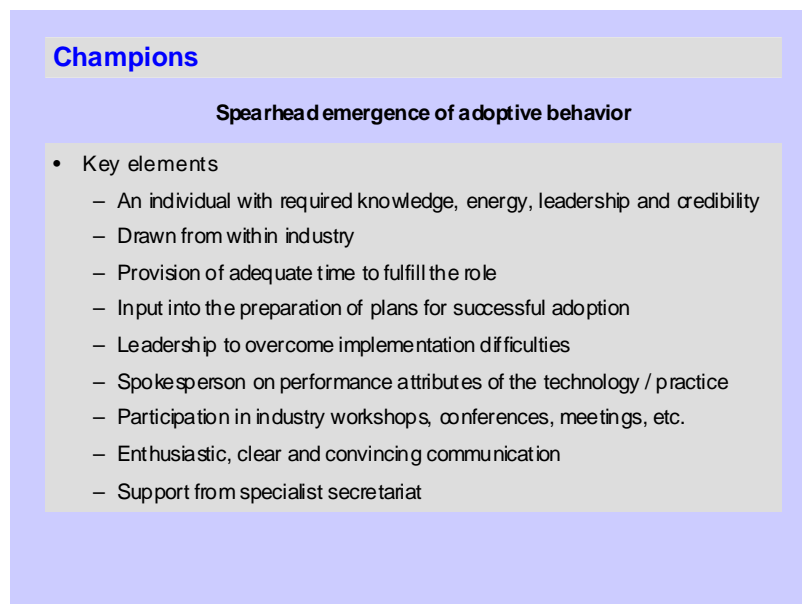 Champions
Spearhead emergence of adoptive behavior
• Key elements
– An individual with required knowledge, energy, leadership and credibility
– Drawn from within industry
– Provision of adequate time to fulfill the role
– Input into the preparation of plans for successful adoption
– Leadership to overcome implementation difficulties
– Spokesperson on performance attributes of the technology / practice
– Participation in industry workshops, conferences, meetings, etc.
– Enthusiastic, clear and convincing communication
– Support from specialist secretariat